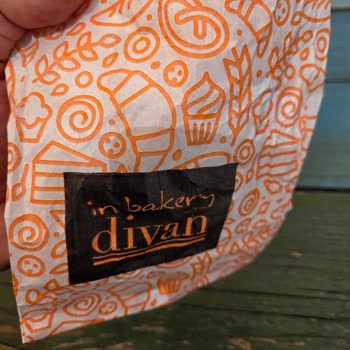 in bakery
divan